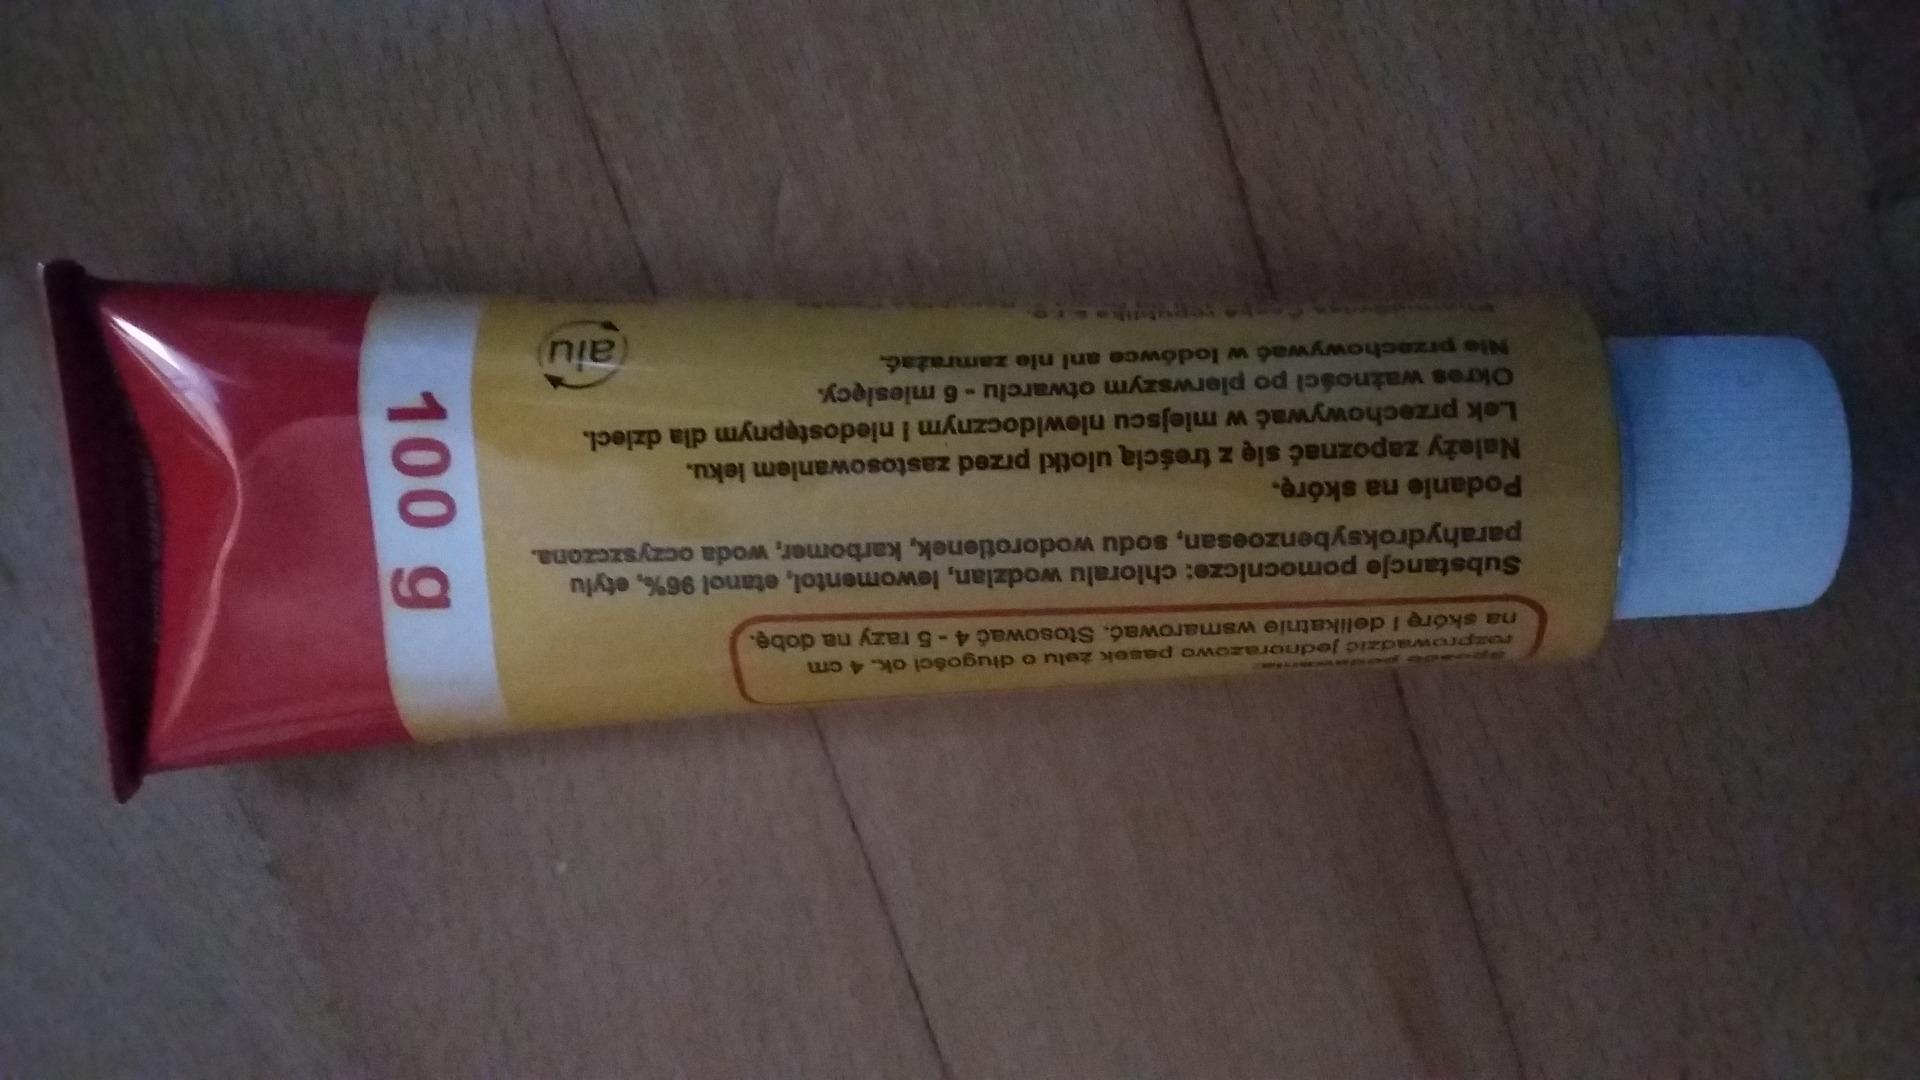 Sposób podawania:
rozprowadzić jednorazowo pasek żelu o długości ok. 4 cm
na skórę i delikatnie wsmarować. Stosować 4 - 5 razy na dobę.
Substancje pomocnicze: chloralu wodzian, lewomentol, etanol 96%, etylu
parahydroksybenzoesan, sodu wodorotlenek, karbomer, woda oczyszczona.
Podanie na skórę.
Należy zapoznać się z treścią ulotki przed zastosowaniem leku.
Lek przechowywać w miejscu niewidocznym i niedostępnym dla dzieci.
Okres ważności po pierwszym otwarciu - 6 miesięcy.
Nie przechowywać w lodówce ani nie zamrażać.
Česká republika s.r.o.
alu
100 g